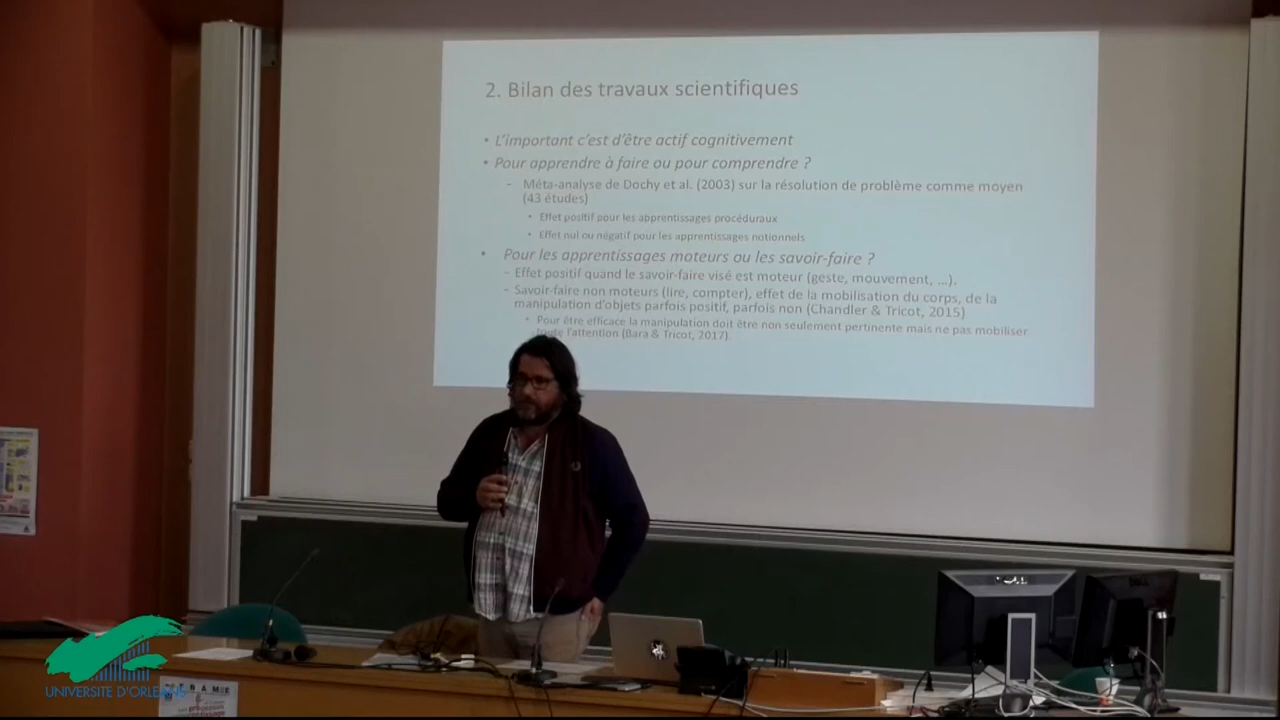 2. Bilan des travaux scientifiques
• L'important c'est d'être actif cognitivement
• Pour apprendre à faire ou pour comprendre ?
- Méta-analyse de Dochy et al. (2003) sur la résolution de problème comme moyen
(43 études)
• Effet positif pour les apprentissages procéduraux
• Effet nul ou négatif pour les apprentissages notionnels
• Pour les apprentissages moteurs ou les savoir-faire ?
- Effet positif quand le savoir-faire visé est moteur (geste, mouvement, ...).
- Savoir-faire non moteurs (lire, compter), effet de la mobilisation du corps, de la
manipulation d'objets parfois positif, parfois non (Chandler & Tricot, 2015)
• Pour être efficace la manipulation doit être non seulement pertinente mais ne pas mobiliser
toute l'attention (Bara & Tricot, 2017).
DELL
UNIVERSITÉ D'ORLÉANS